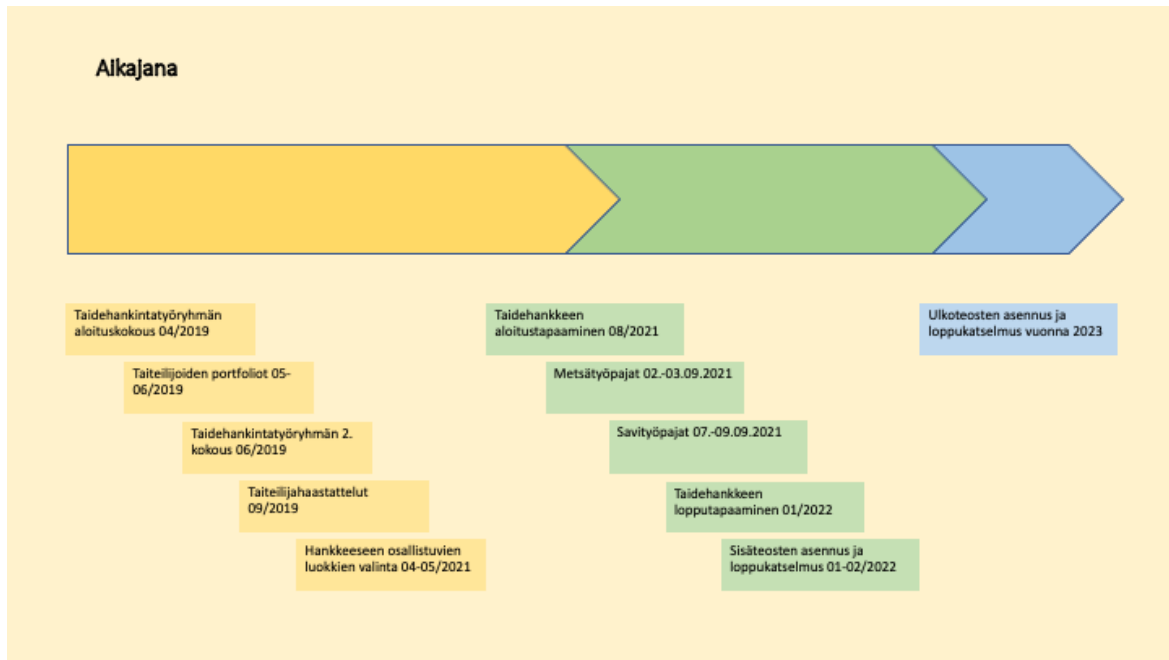 Aikajana
Taidehankintatyöryhmän
aloituskokous 04/2019
Taiteilijoiden portfoliot 05-
06/2019
Taidehankintatyöryhmän 2.
kokous 06/2019
Taiteilijahaastattelut
09/2019
Hankkeeseen osallistuvien
luokkien valinta 04-05/2021
Taidehankkeen
aloitustapaaminen 08/2021
Metsätyöpajat 02.-03.09.2021
Savityöpajat 07.-09.09.2021
Taidehankkeen
lopputapaaminen 01/2022
Sisäteosten asennus ja
loppukatselmus 01-02/2022
Ulkoteosten asennus ja
loppukatselmus vuonna 2023